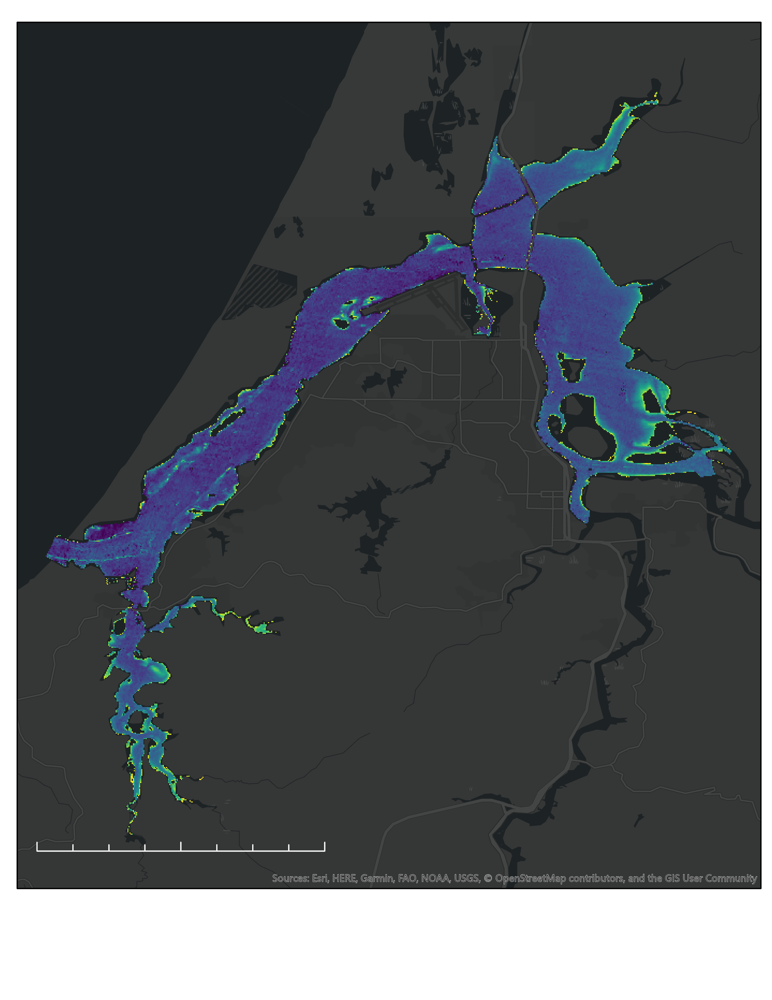 Sources: Esri, HERE, Garmin, FAO, NOAA, USGS, © OpenStreetMap contributors, and the GIS User Community